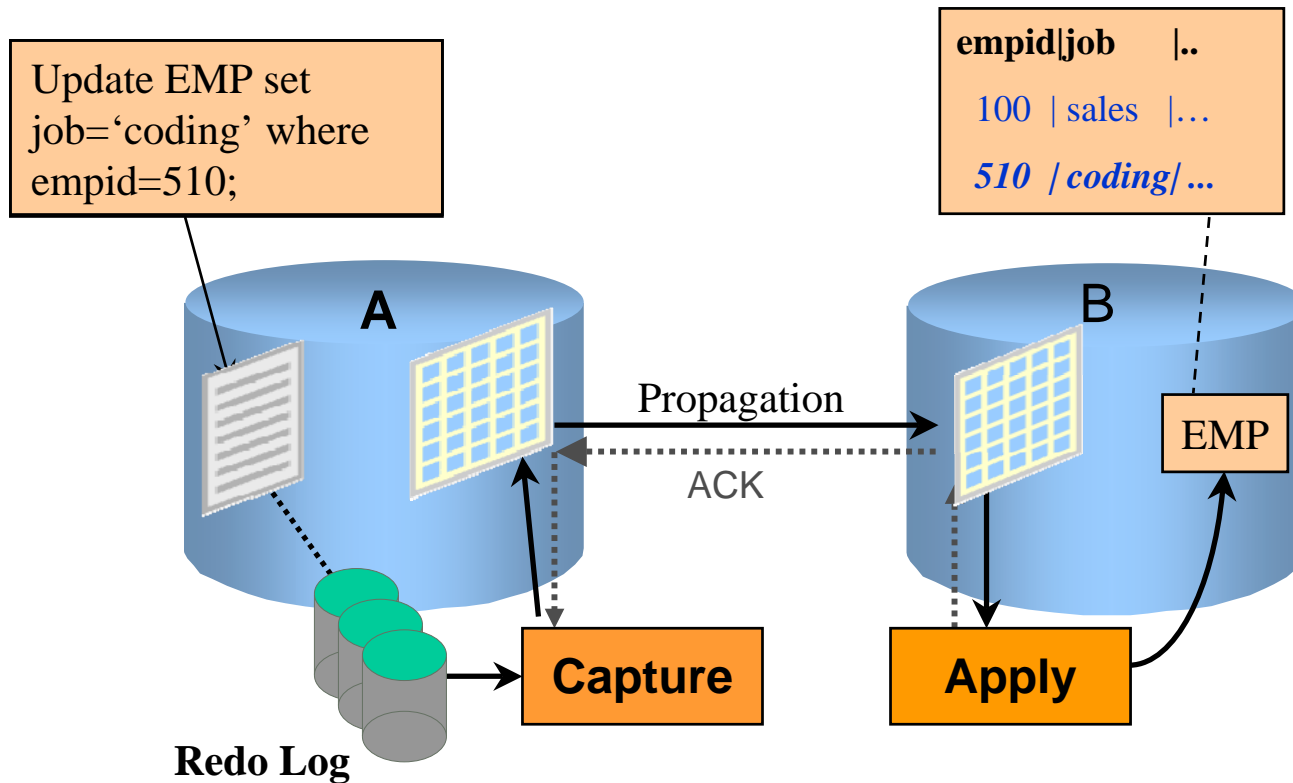 Update EMP set
job=‘coding’ where
empid=510;
empid|job |..
100 | sales |…
510 | coding| ...
A
B
Propagation
ACK
EMP
Capture
Apply
Redo Log